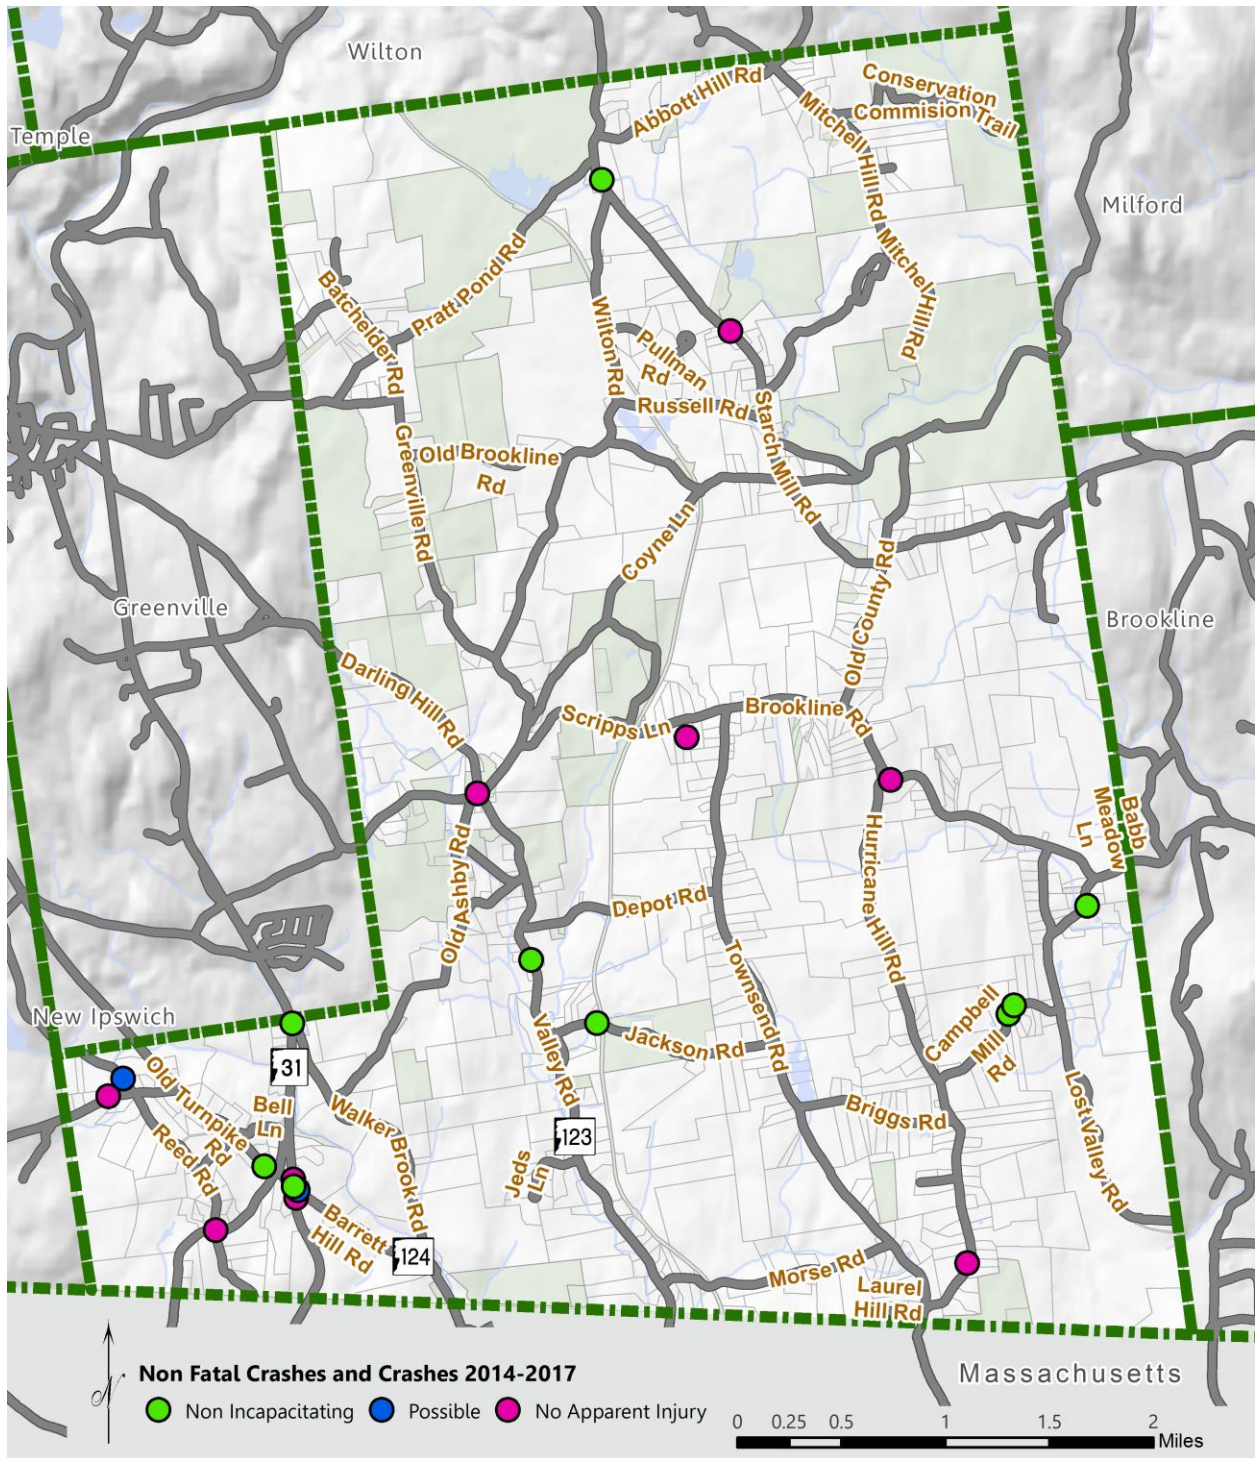 Wilton
Temple
Abbott Hill Rd
Conservation
Commision Trail
Mitchell Hill Rd
Milford
Mitchel Hill Rd
Pratt Pond Rd
Batchelder Rd
Wilton Rd
Pullman
Rd
Russell Rd
Starch Mill Rd
Greenville Rd
Old Brookline
Rd
Coyne Ln
Old County Rd
Greenville
Brookline
Darling Hill Rd
Scripps Ln
Brookline Rd
Babb
Meadow
Ln
Hurricane Hill Rd
Old Ashby Rd
Depot Rd
Townsend Rd
New Ipswich
Campbell
Mill
Rd
Valley Rd
Jackson Rd
31
Old Turnpike
Rd
Bell
Ln
Walker Brook Rd
Reed Rd
Briggs Rd
Lost Valley Rd
123
Jeds
Ln
Barrett
Hill Rd
124
Morse Rd
Laurel
Hill Rd
Massachusetts
N
Non Fatal Crashes and Crashes 2014-2017
Non Incapacitating Possible No Apparent Injury
0 0.25 0.5 1 1.5 2
Miles